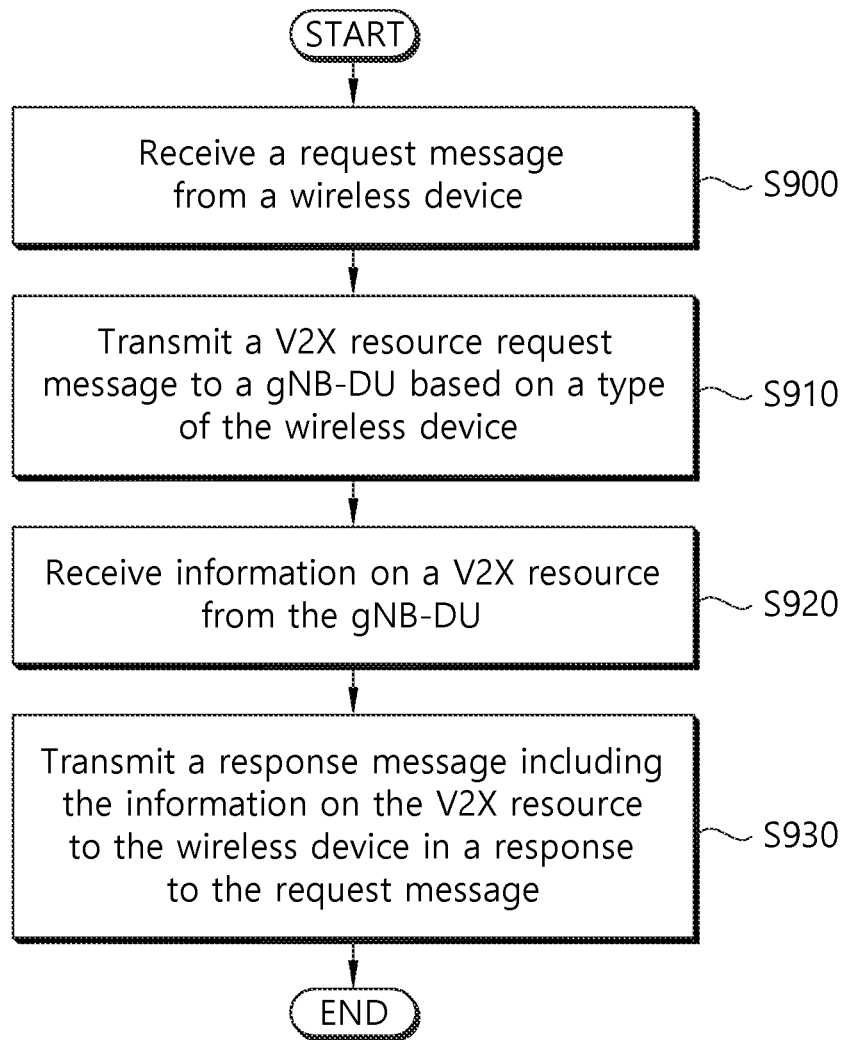 START
Receive a request message
from a wireless device
S900
Transmit a V2X resource request
message to a gNB-DU based on a type
of the wireless device
S910
Receive information on a V2X resource
from the gNB-DU
S920
Transmit a response message including
the information on the V2X resource
to the wireless device in a response
to the request message
S930
END